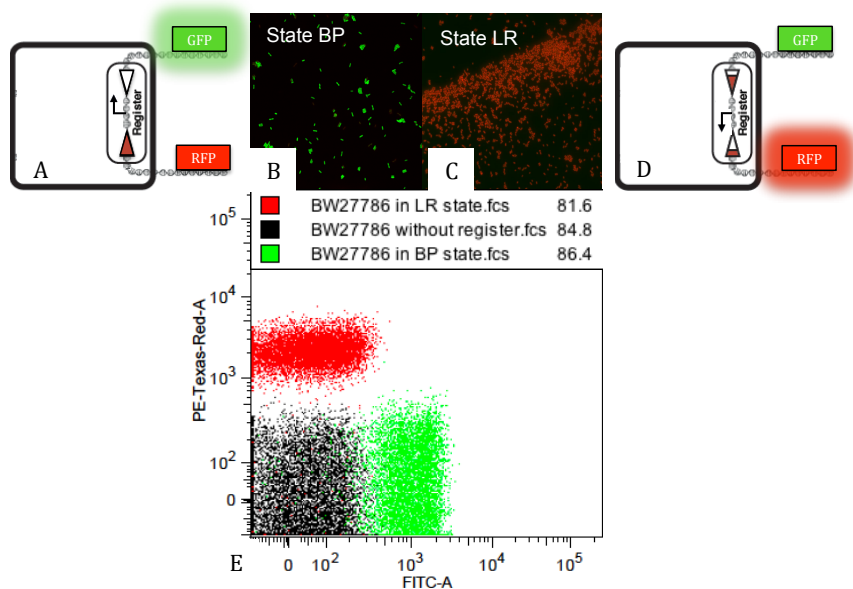 GFP
State BP
State LR
GFP
Register
Register
RFP
RFP
A
B
C
D
BW27786 in LR state.fcs 81.6
BW27786 without register.fcs 84.8
BW27786 in BP state.fcs 86.4
10^5
10^4
10^3
10^2
0
PE-Texas-Red-A
E
0 10^2 10^3 10^4 10^5
FITC-A